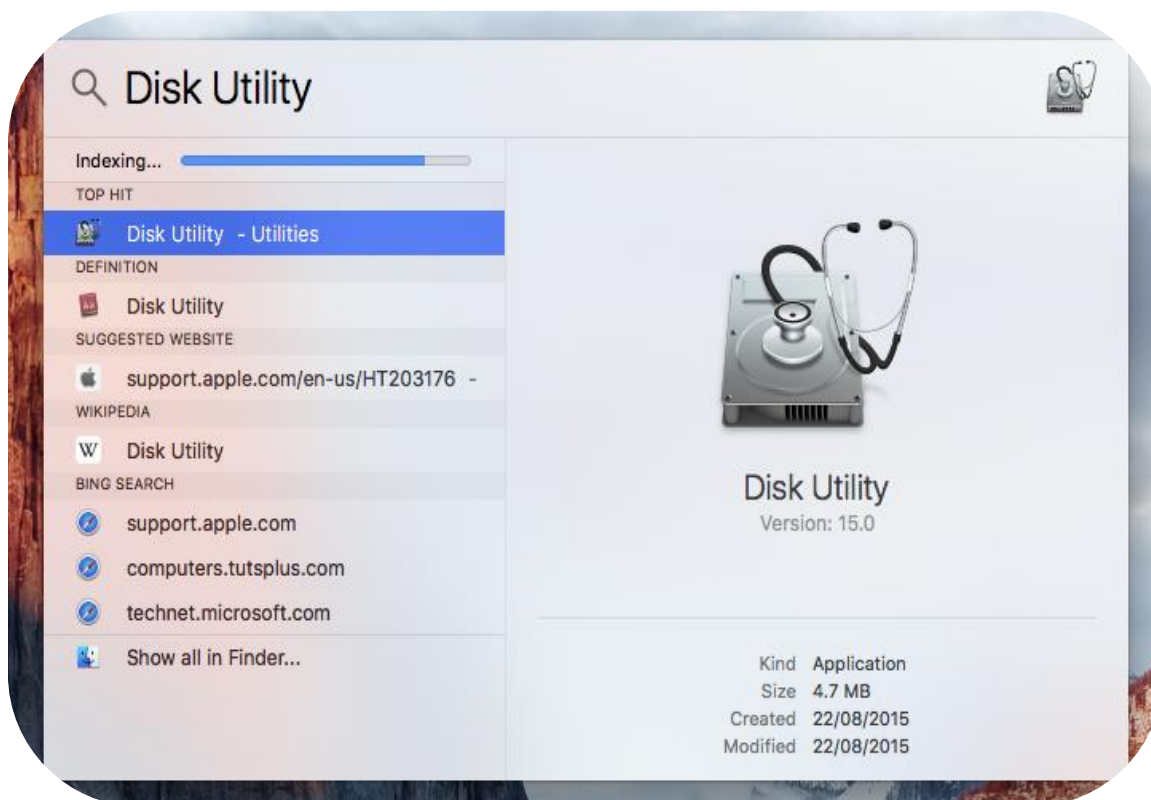 Disk Utility
Indexing...
TOP HIT
Disk Utility - Utilities
DEFINITION
Disk Utility
SUGGESTED WEBSITE
support.apple.com/en-us/HT203176 -
WIKIPEDIA
W Disk Utility
BING SEARCH
support.apple.com
computers.tutsplus.com
technet.microsoft.com
Show all in Finder...
Disk Utility
Version: 15.0
Kind Application
Size 4.7 MB
Created 22/08/2015
Modified 22/08/2015